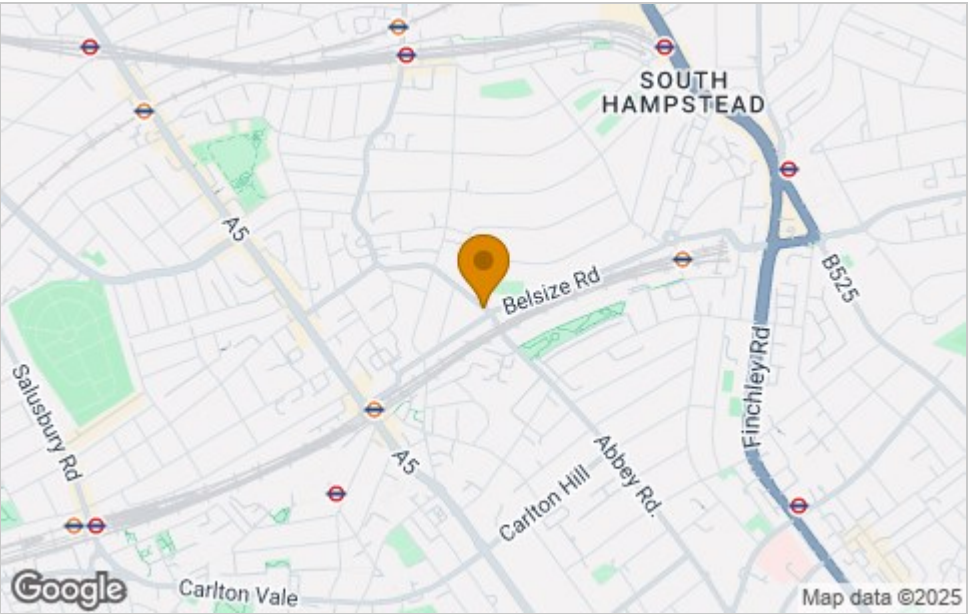 SOUTH
HAMPSTEAD
A5
Belsize Rd
B525
Salusbury Rd
Finchley Rd
A5
Abbey Rd.
Carlton Hill
Carlton Vale
Google
Map data ©2025